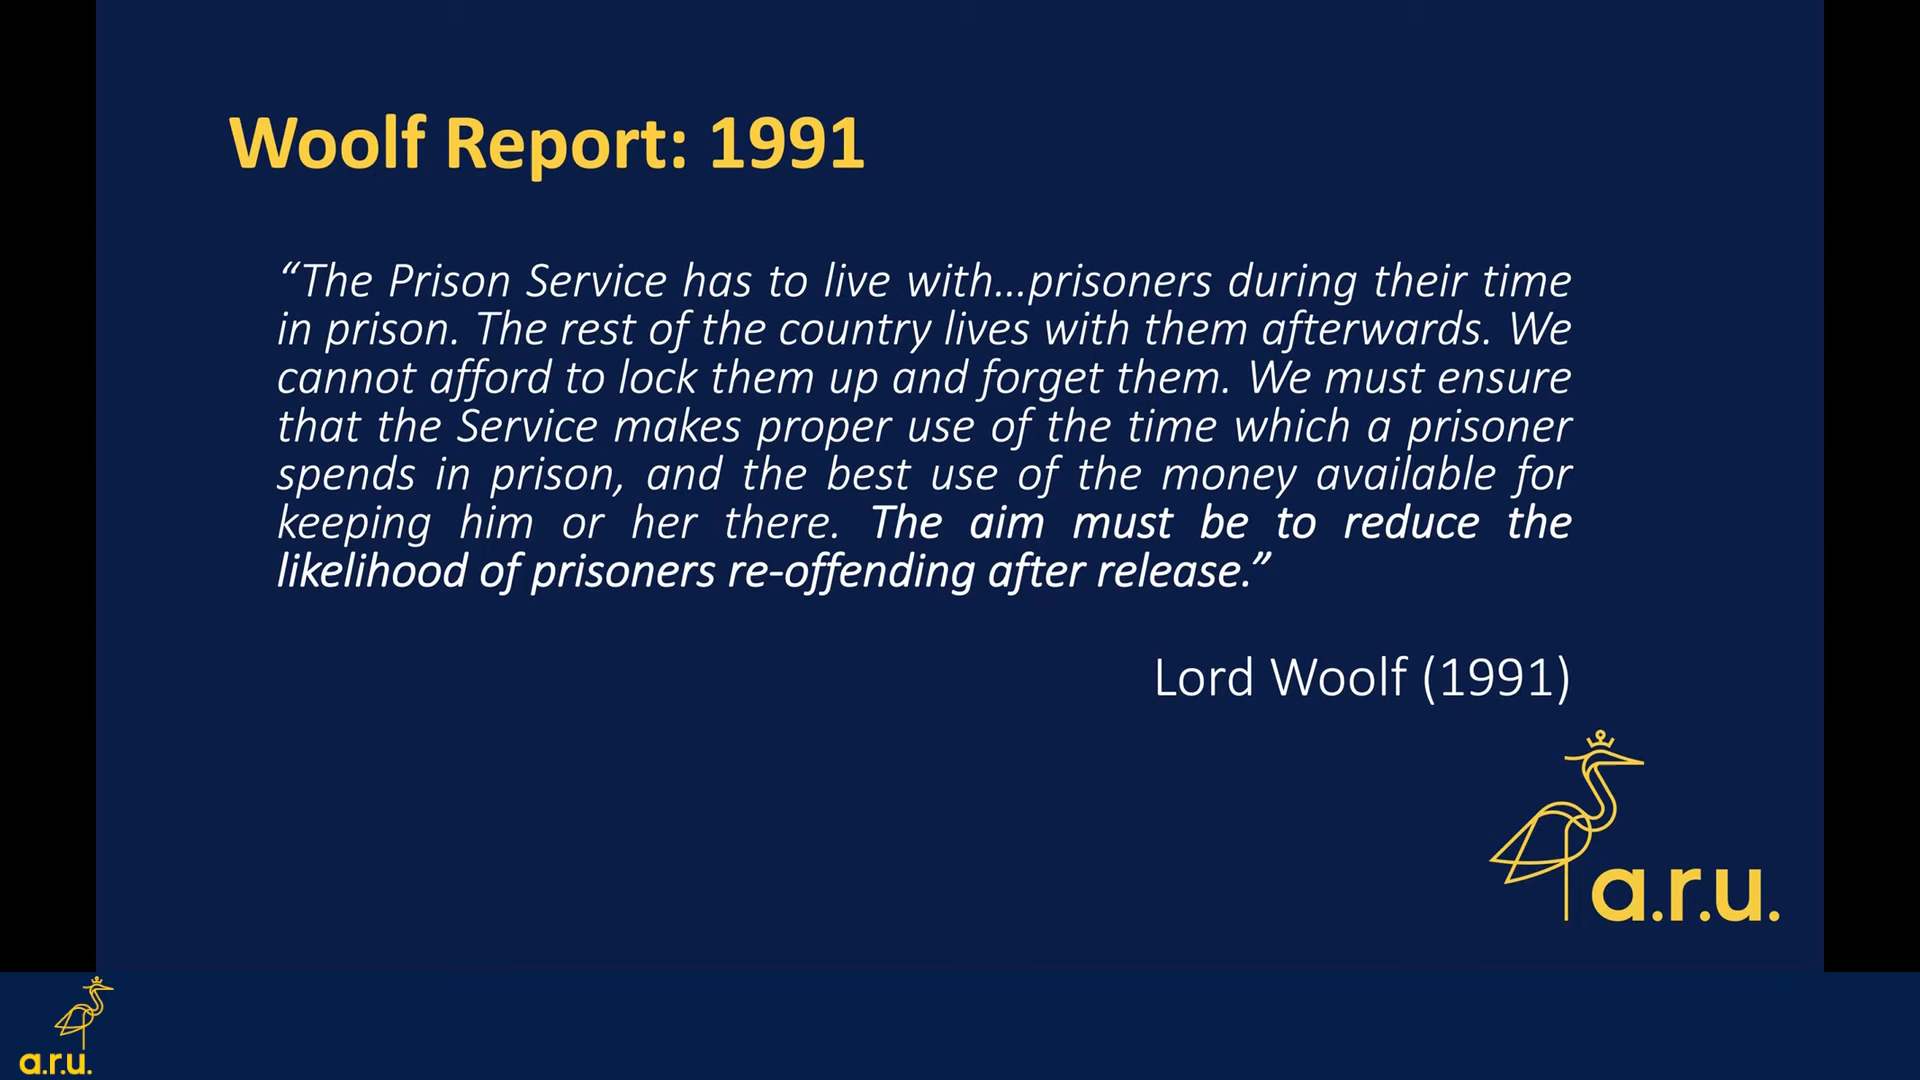 Woolf Report: 1991
“The Prison Service has to live with...prisoners during their time
in prison. The rest of the country lives with them afterwards. We
cannot afford to lock them up and forget them. We must ensure
that the Service makes proper use of the time which a prisoner
spends in prison, and the best use of the money available for
keeping him or her there. The aim must be to reduce the
likelihood of prisoners re-offending after release.”
Lord Woolf (1991)
a.r.u.
a.r.u.